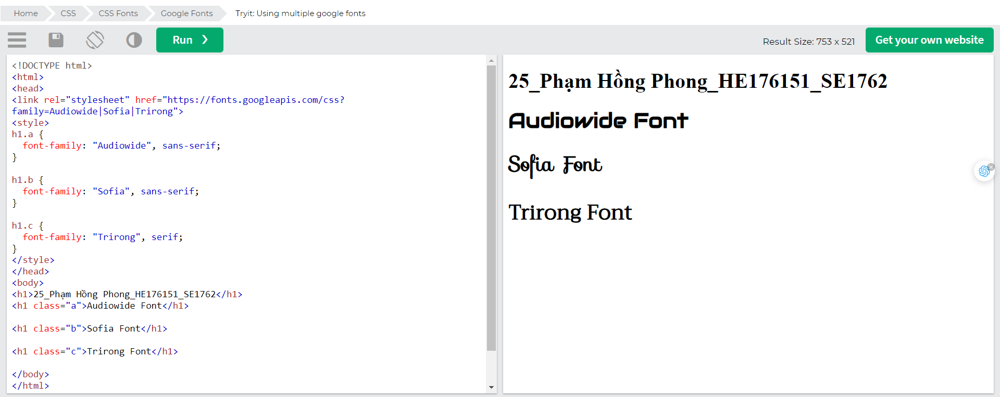 Home CSS CSS Fonts Google Fonts Tryit: Using multiple google fonts
Run ❯ Result Size: 753 x 521 Get your own website
<!DOCTYPE html>
<html>
<head>
<link rel="stylesheet" href="https://fonts.googleapis.com/css?
family=Audiowide|Sofia|Trirong">
<style>
h1.a {
  font-family: "Audiowide", sans-serif;
}
h1.b {
  font-family: "Sofia", sans-serif;
}
h1.c {
  font-family: "Trirong", serif;
}
</style>
</head>
<body>
<h1>25_Phạm Hồng Phong_HE176151_SE1762</h1>
<h1 class="a">Audiowide Font</h1>
<h1 class="b">Sofia Font</h1>
<h1 class="c">Trirong Font</h1>
</body>
</html>
25_Phạm Hồng Phong_HE176151_SE1762
Audiowide Font
Sofia Font
Trirong Font